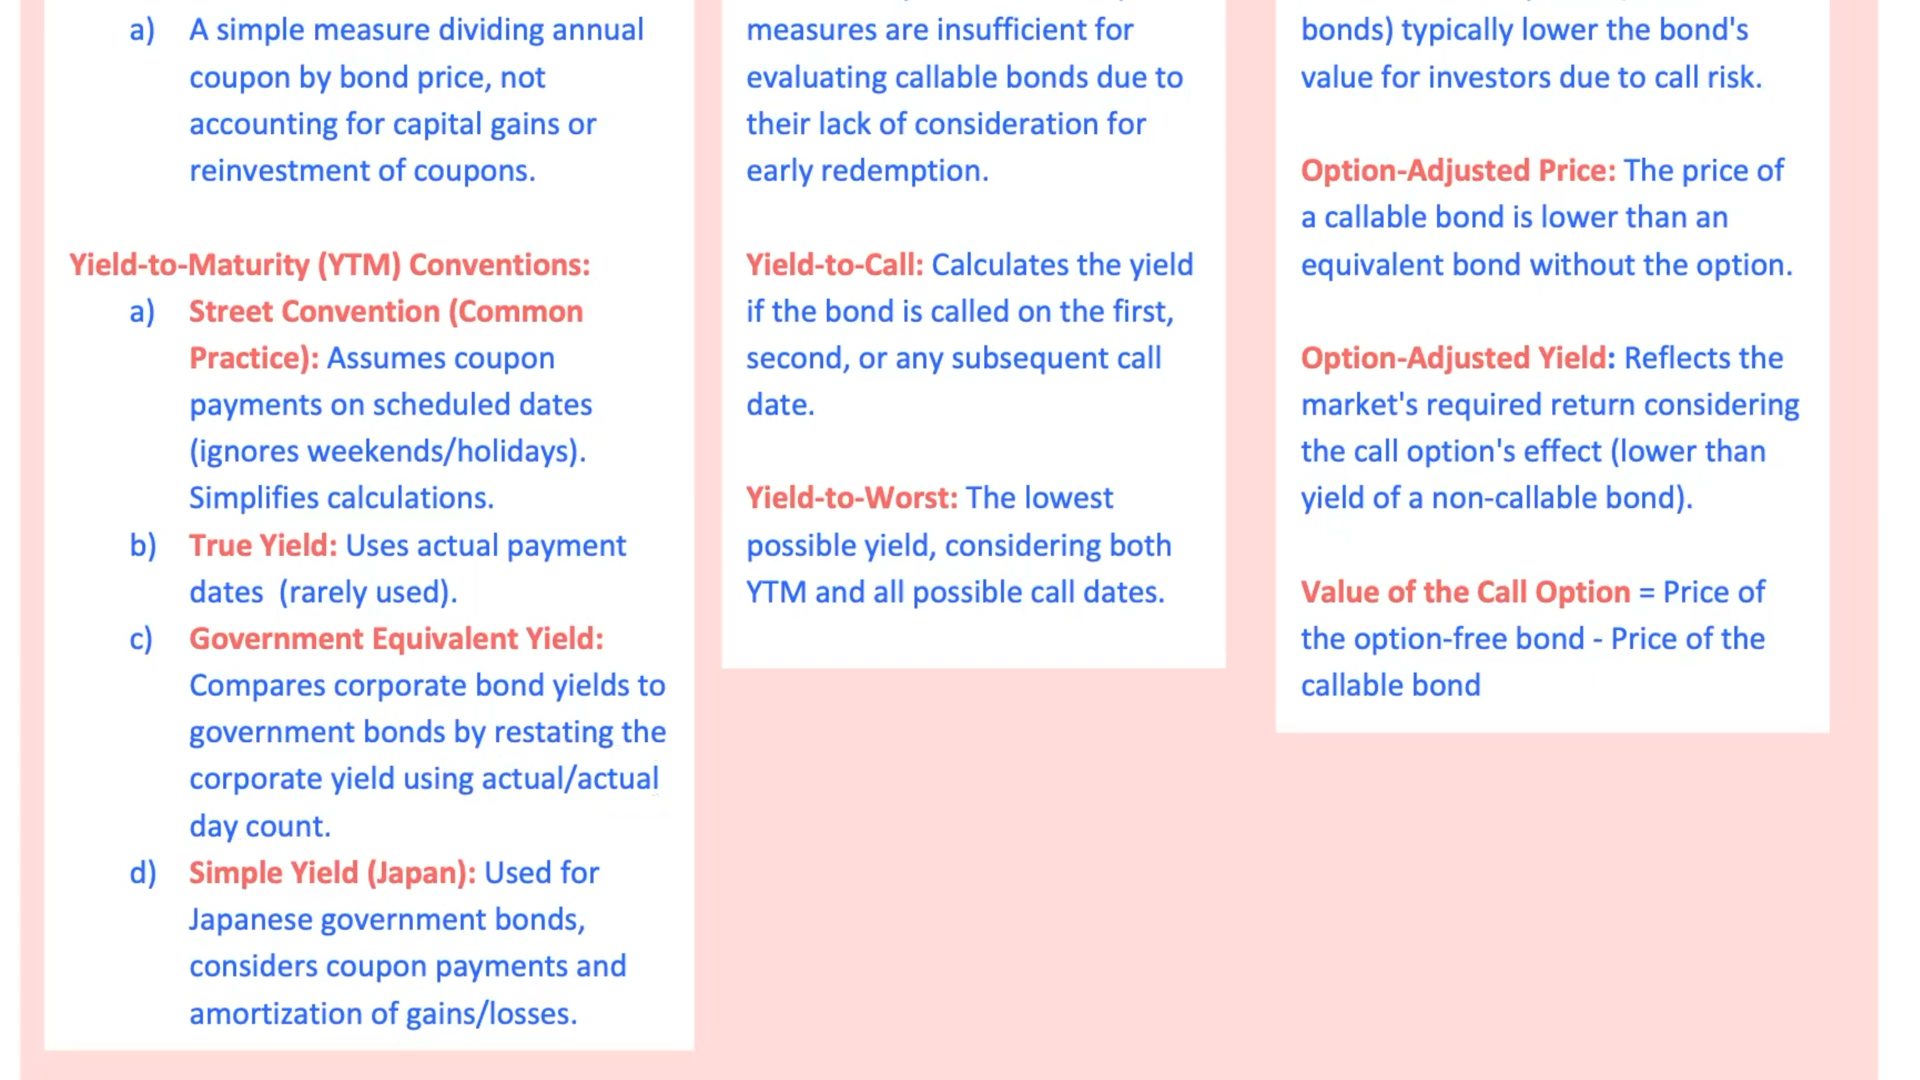 a) A simple measure dividing annual
coupon by bond price, not
accounting for capital gains or
reinvestment of coupons.
Yield-to-Maturity (YTM) Conventions:
a) Street Convention (Common
Practice): Assumes coupon
payments on scheduled dates
(ignores weekends/holidays).
Simplifies calculations.
b) True Yield: Uses actual payment
dates (rarely used).
c) Government Equivalent Yield:
Compares corporate bond yields to
government bonds by restating the
corporate yield using actual/actual
day count.
d) Simple Yield (Japan): Used for
Japanese government bonds,
considers coupon payments and
amortization of gains/losses.
measures are insufficient for
evaluating callable bonds due to
their lack of consideration for
early redemption.
Yield-to-Call: Calculates the yield
if the bond is called on the first,
second, or any subsequent call
date.
Yield-to-Worst: The lowest
possible yield, considering both
YTM and all possible call dates.
bonds) typically lower the bond's
value for investors due to call risk.
Option-Adjusted Price: The price of
a callable bond is lower than an
equivalent bond without the option.
Option-Adjusted Yield: Reflects the
market's required return considering
the call option's effect (lower than
yield of a non-callable bond).
Value of the Call Option = Price of
the option-free bond - Price of the
callable bond